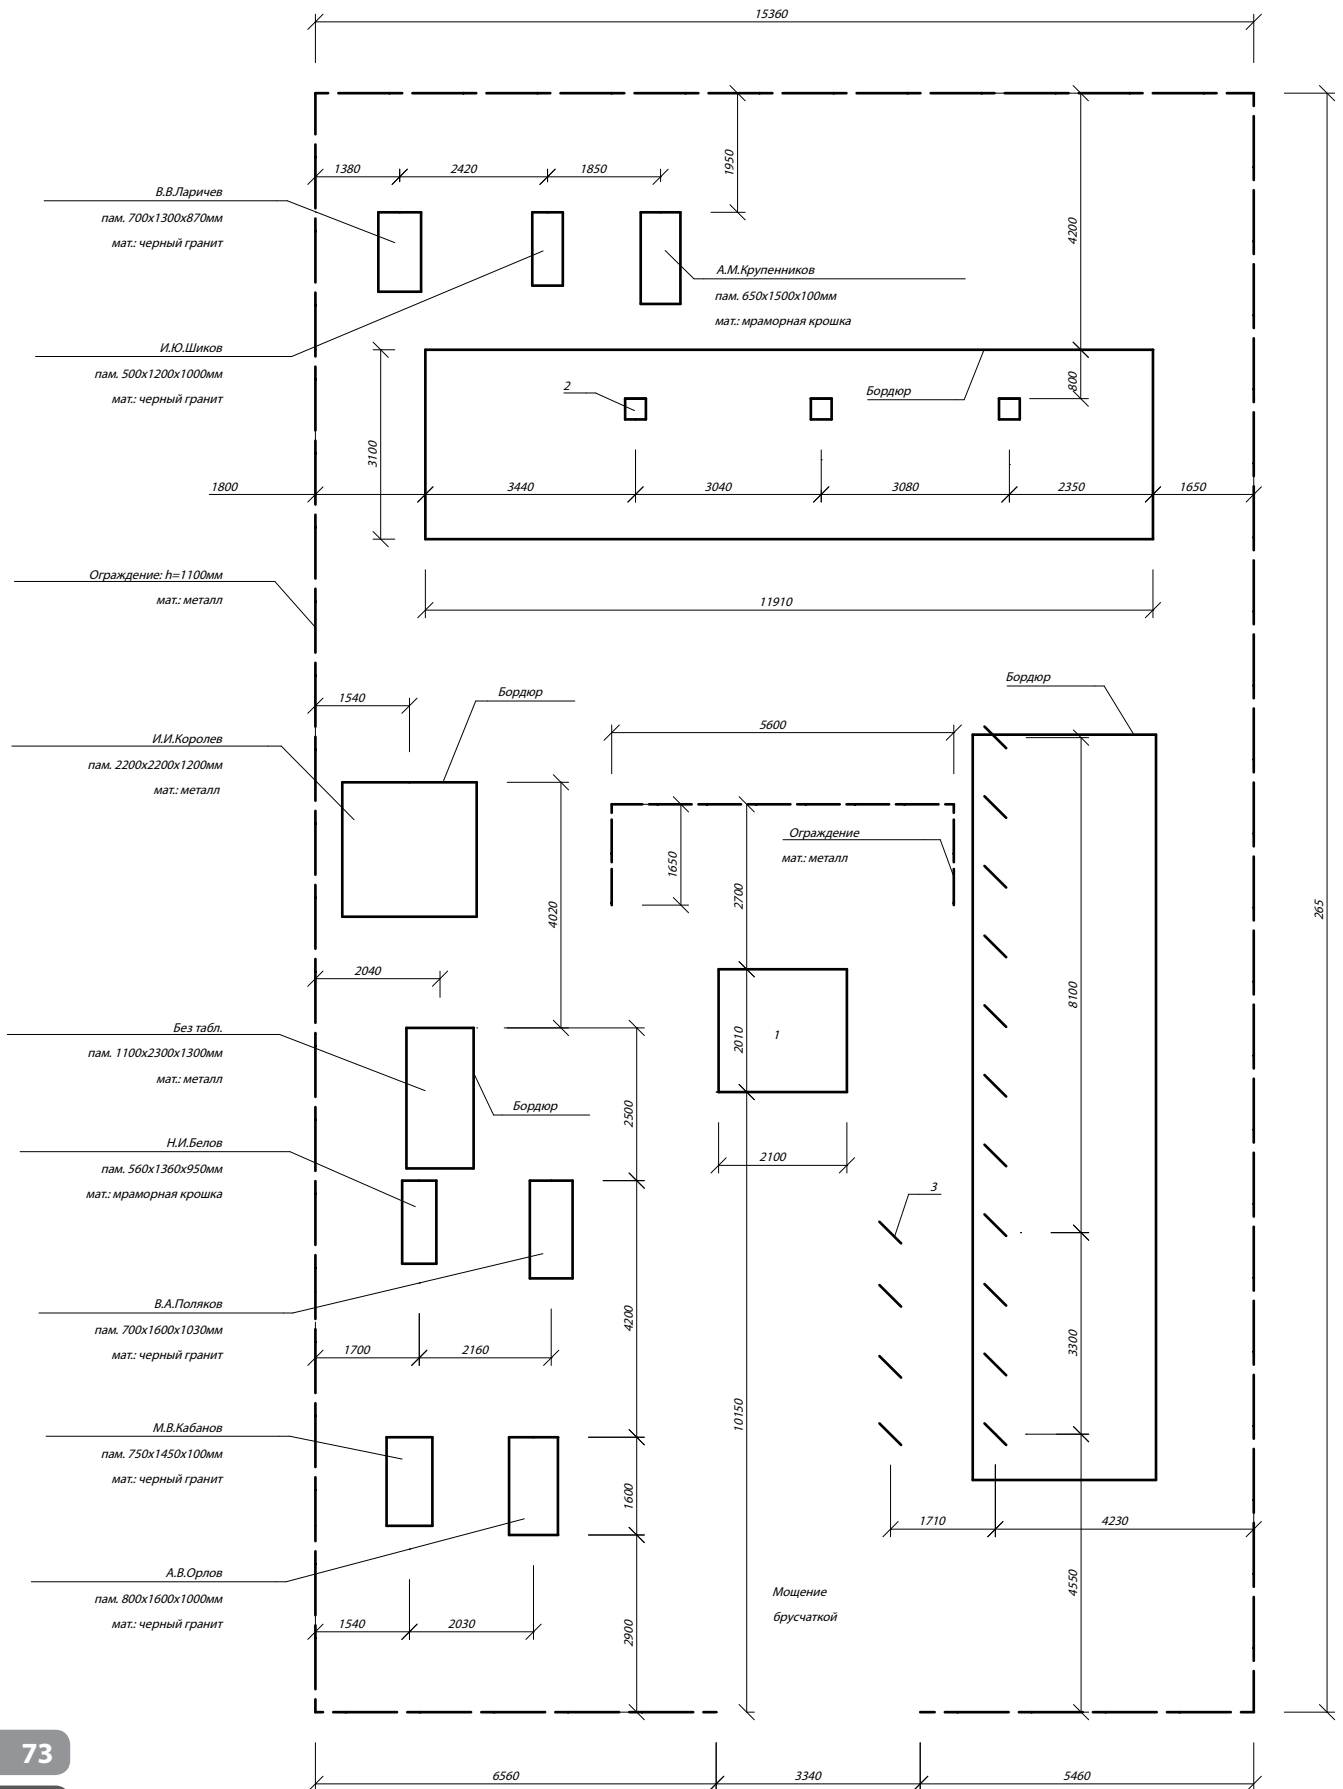 15360
1380
2420
1850
1950
4200
В.В.Ларичев
пам. 700х1300х870мм
мат.: черный гранит
А.М.Крупенников
пам. 650х1500х100мм
мат.: мраморная крошка
И.Ю.Шиков
пам. 500х1200х1000мм
мат.: черный гранит
2
Бордюр
800
3100
1800
3440
3040
3080
2350
1650
Ограждение: h=1100мм
мат.: металл
11910
1540
Бордюр
Бордюр
5600
И.И.Королев
пам. 2200х2200х1200мм
мат.: металл
Ограждение
мат.: металл
1650
2700
4020
265
2040
8100
Без табл.
пам. 1100х2300х1300мм
мат.: металл
2010
1
Бордюр
2500
Н.И.Белов
пам. 560х1360х950мм
мат.: мраморная крошка
2100
3
В.А.Поляков
пам. 700х1600х1030мм
мат.: черный гранит
4200
3300
1700
2160
10150
М.В.Кабанов
пам. 750х1450х100мм
мат.: черный гранит
1600
1710
4230
А.В.Орлов
пам. 800х1600х1000мм
мат.: черный гранит
Мощение
брусчаткой
4550
1540
2030
2900
73
6560
3340
5460